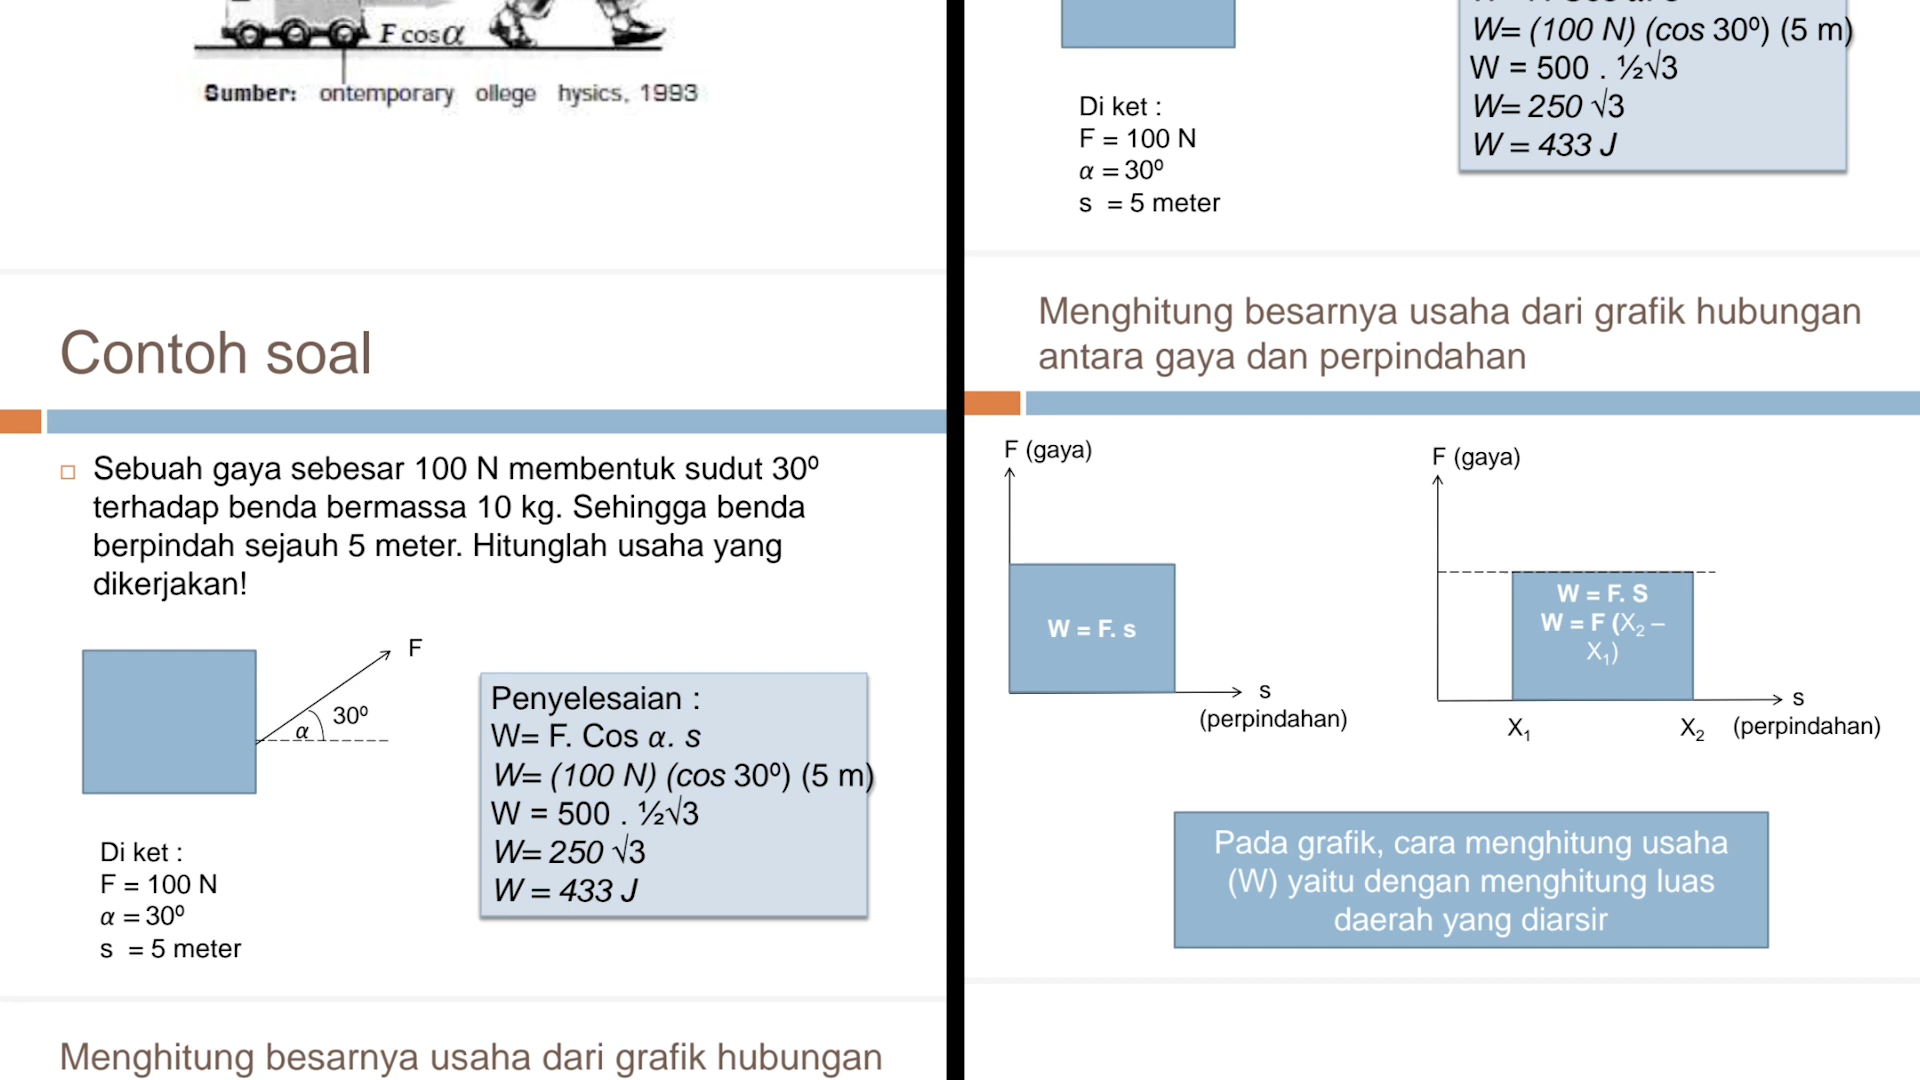 F cosα
Sumber: ontemporary ollege hysics, 1993
Contoh soal
Sebuah gaya sebesar 100 N membentuk sudut 30⁰
terhadap benda bermassa 10 kg. Sehingga benda
berpindah sejauh 5 meter. Hitunglah usaha yang
dikerjakan!
F
30⁰
α
Penyelesaian :
W= F. Cos α. s
W= (100 N) (cos 30⁰) (5 m)
W = 500 . ½√3
W= 250 √3
W = 433 J
Di ket :
F = 100 N
α = 30⁰
s = 5 meter
Menghitung besarnya usaha dari grafik hubungan
W= (100 N) (cos 30⁰) (5 m)
W = 500 . ½√3
W= 250 √3
W = 433 J
Di ket :
F = 100 N
α = 30⁰
s = 5 meter
Menghitung besarnya usaha dari grafik hubungan
antara gaya dan perpindahan
F (gaya)
W = F. s
s
(perpindahan)
F (gaya)
W = F. S
W = F (X₂ –
X₁)
s
X₁
X₂
(perpindahan)
Pada grafik, cara menghitung usaha
(W) yaitu dengan menghitung luas
daerah yang diarsir